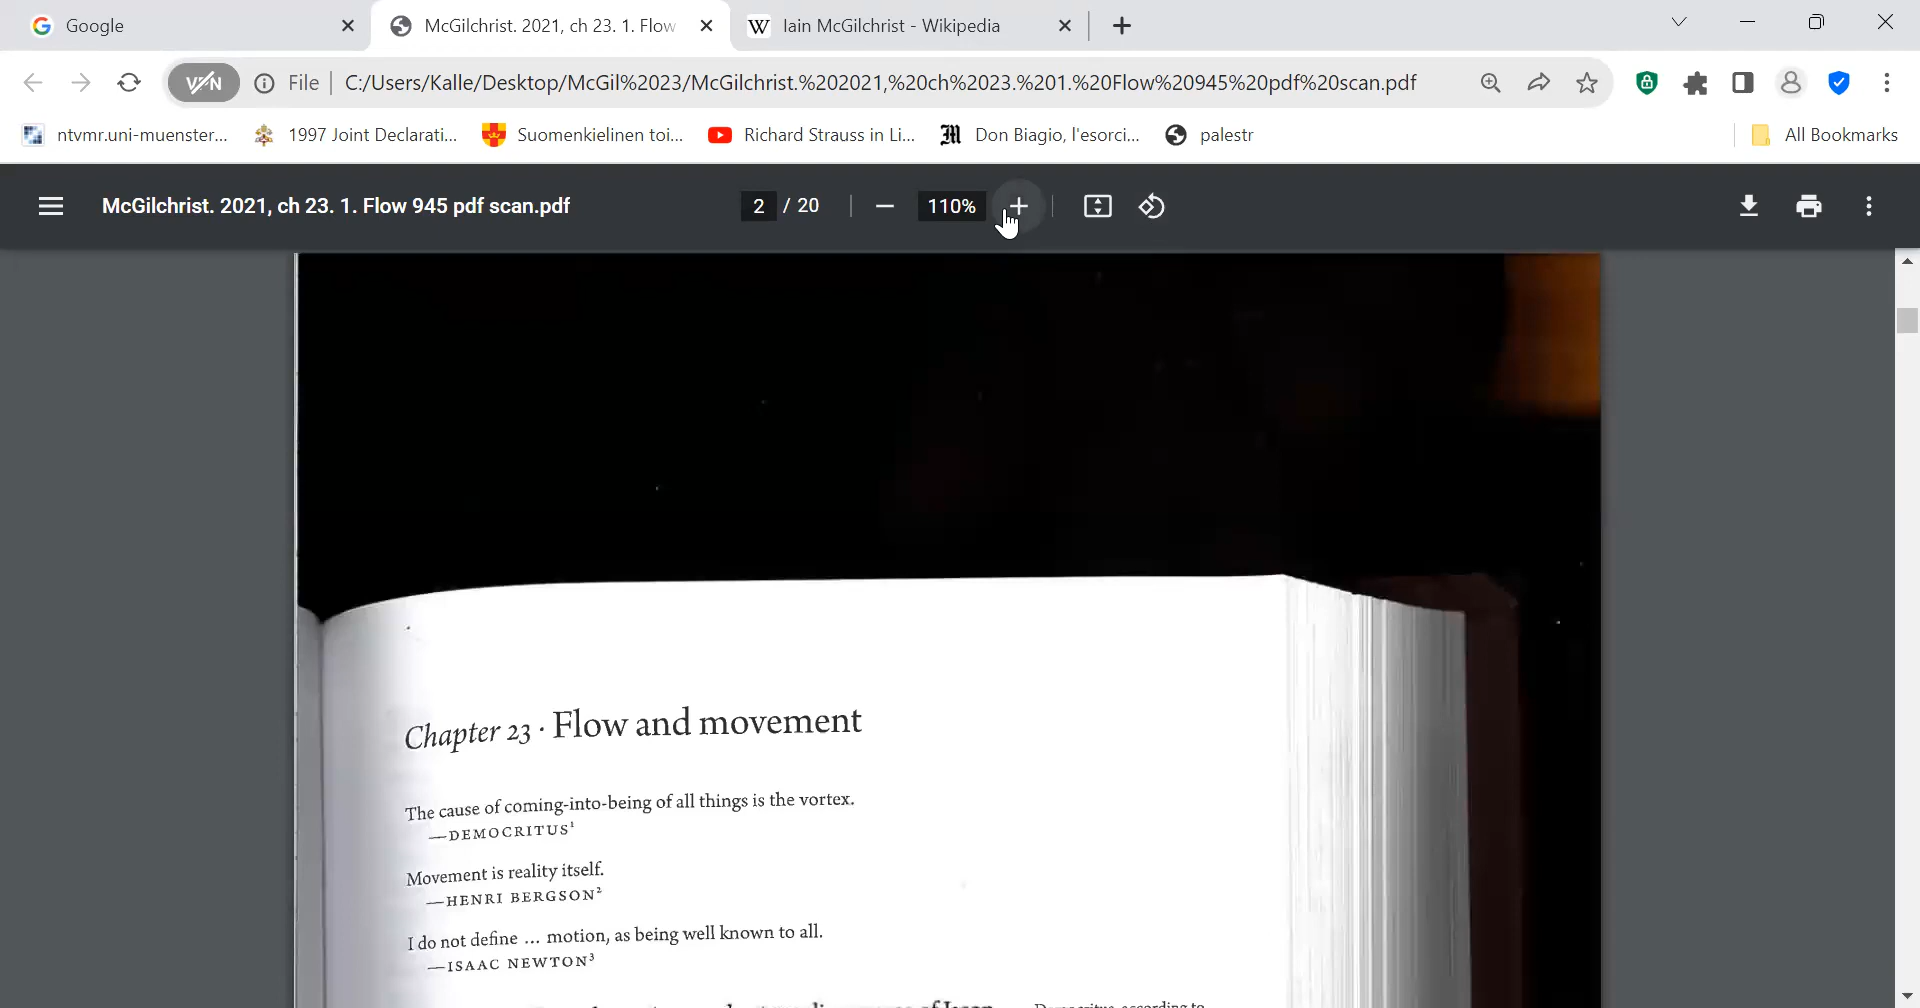 Google
McGilchrist. 2021, ch 23. 1. Flow
W Iain McGilchrist - Wikipedia
VPN
File
C:/Users/Kalle/Desktop/McGil%2023/McGilchrist.%202021,%20ch%2023.%201.%20Flow%20945%20pdf%20scan.pdf
ntvmr.uni-muenster...
1997 Joint Declarati...
Suomenkielinen toi...
Richard Strauss in Li...
Don Biagio, l'esorci...
palestr
All Bookmarks
McGilchrist. 2021, ch 23. 1. Flow 945 pdf scan.pdf
2 / 20
110%
Chapter 23 · Flow and movement
The cause of coming-into-being of all things is the vortex.
—DEMOCRITUS¹
Movement is reality itself.
—HENRI BERGSON²
I do not define ... motion, as being well known to all.
—ISAAC NEWTON³